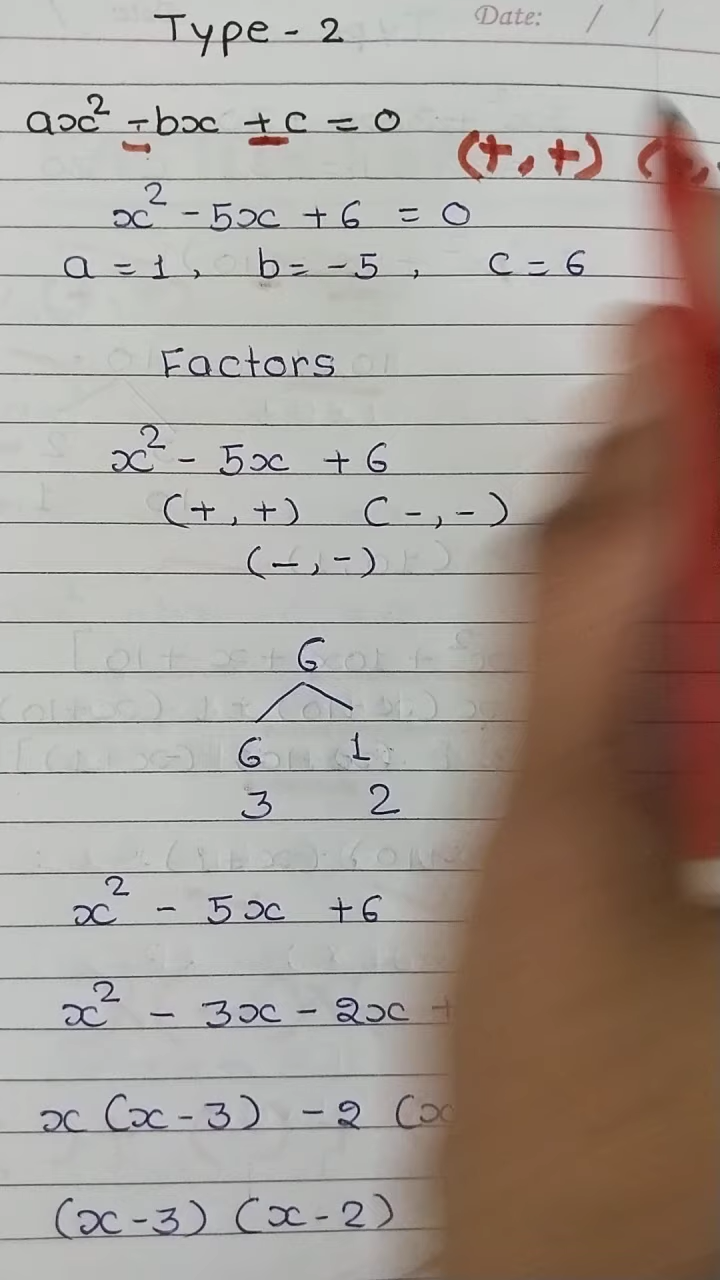 Date: / /
Type - 2
ax² - bx + c = 0
(+, +) (
x² - 5x + 6 = 0
a = 1, b = -5, c = 6
Factors
x² - 5x + 6
(+, +) (-, -)
(-, -)
6
6 1
3 2
x² - 5x + 6
x² - 3x - 2x +
x (x - 3) - 2 (x
(x - 3) (x - 2)